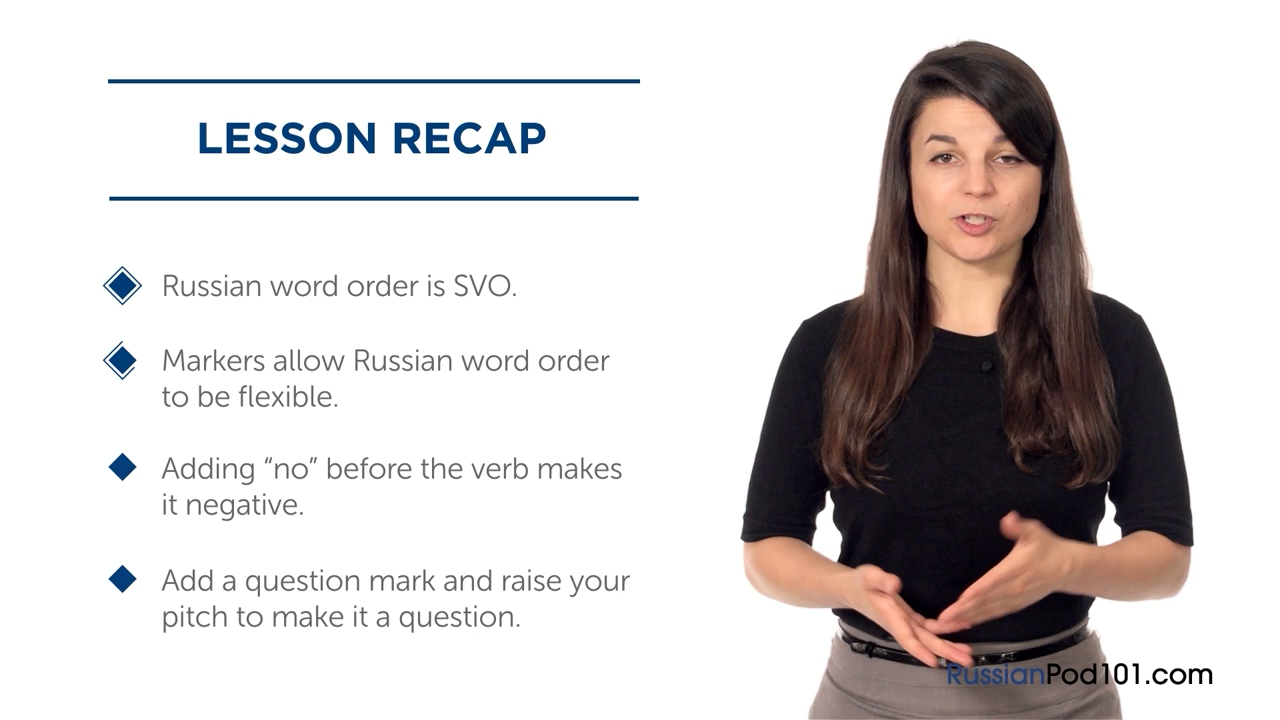 LESSON RECAP
Russian word order is SVO.
Markers allow Russian word order
to be flexible.
Adding “no” before the verb makes
it negative.
Add a question mark and raise your
pitch to make it a question.
RussianPod101.com